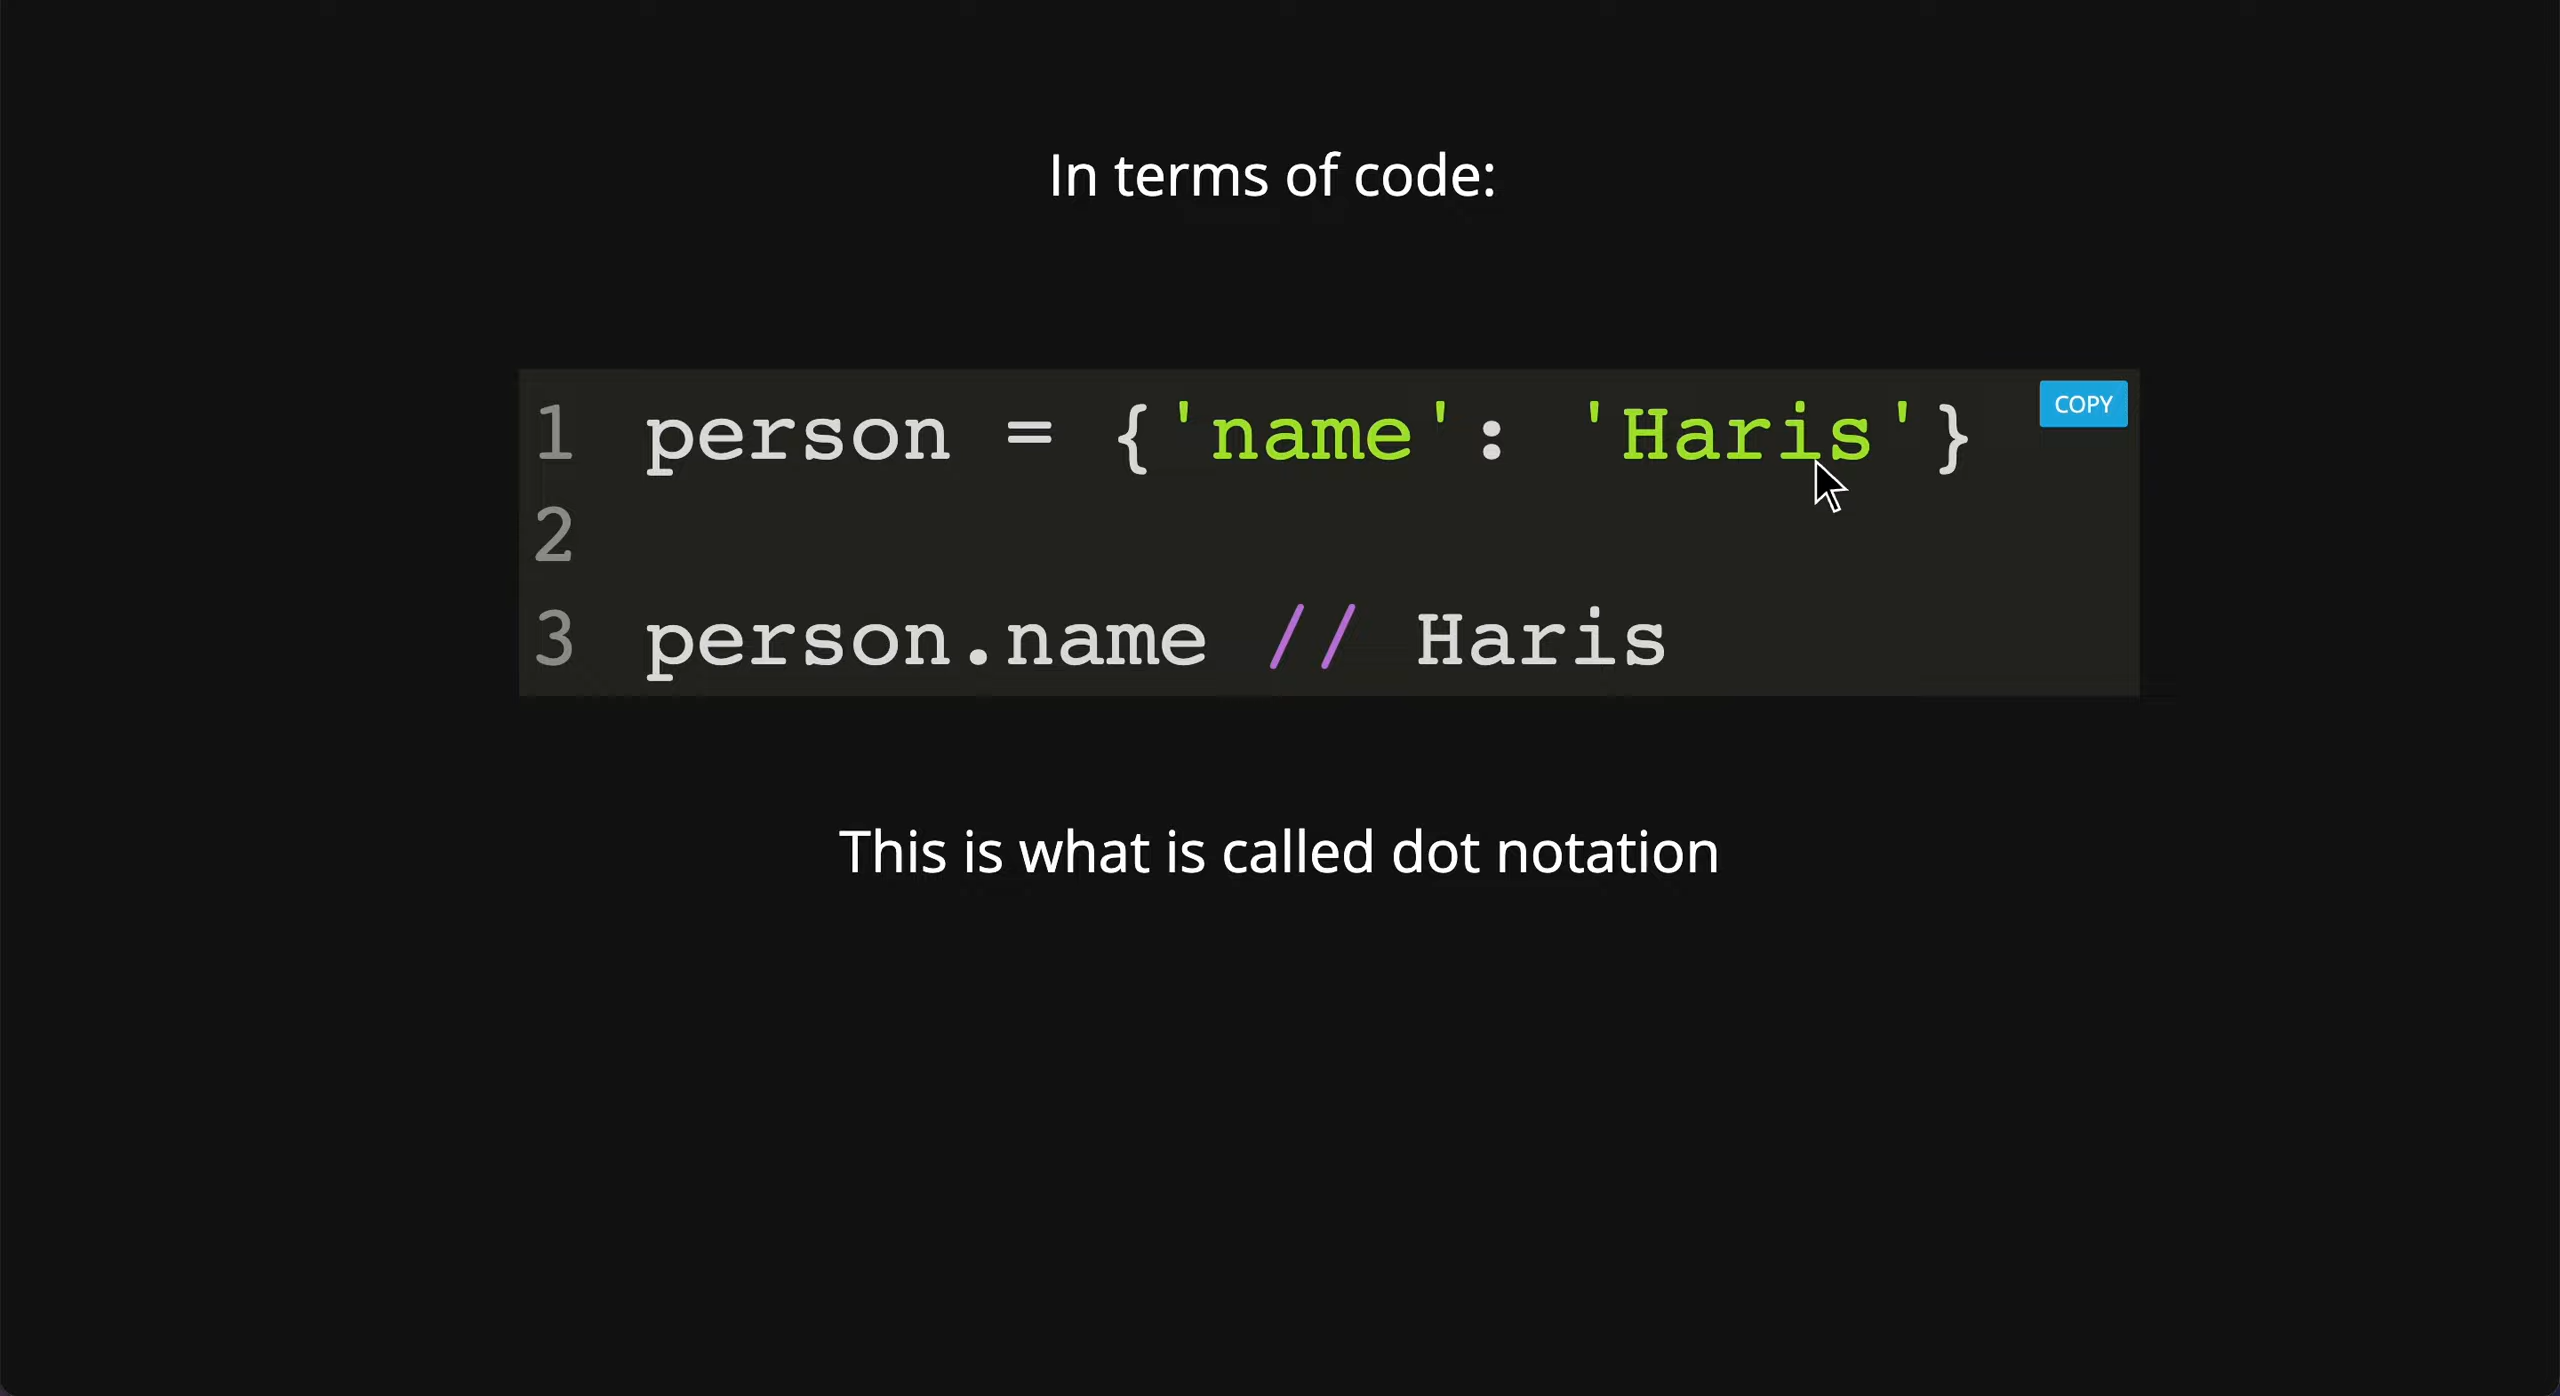 In terms of code:
1 person = {'name': 'Haris'}
COPY
2
3 person.name // Haris
This is what is called dot notation